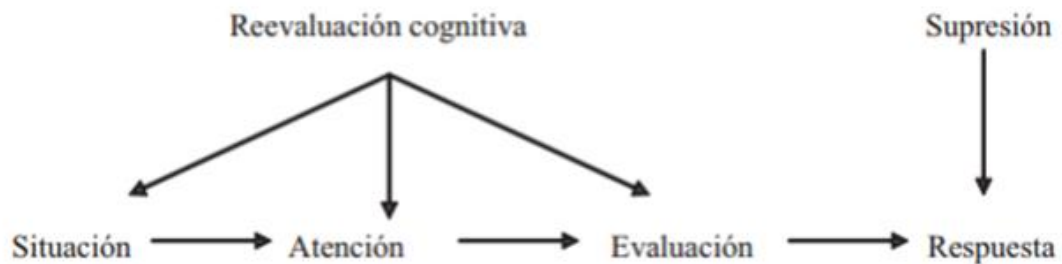 Reevaluación cognitiva Supresión
Situación Atención Evaluación Respuesta